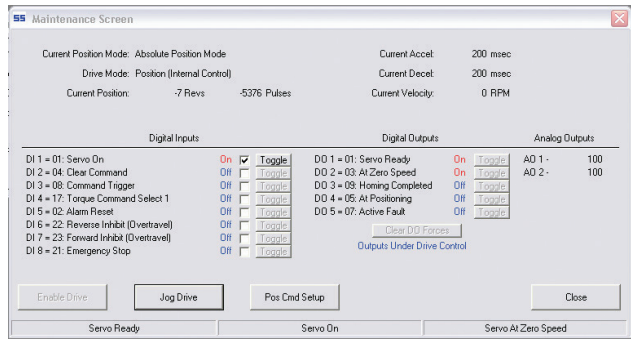 SS Maintenance Screen
Current Position Mode: Absolute Position Mode Current Accel: 200 msec
Drive Mode: Position (Internal Control) Current Decel: 200 msec
Current Position: -7 Revs -5376 Pulses Current Velocity: 0 RPM
Digital Inputs Digital Outputs Analog Outputs
DI 1 = 01: Servo On On Toggle DO 1 = 01: Servo Ready On Toggle AO 1 - 100
DI 2 = 04: Clear Command Off Toggle DO 2 = 03: At Zero Speed On Toggle AO 2 - 100
DI 3 = 08: Command Trigger Off Toggle DO 3 = 09: Homing Completed Off Toggle
DI 4 = 17: Torque Command Select 1 Off Toggle DO 4 = 05: At Positioning Off Toggle
DI 5 = 02: Alarm Reset Off Toggle DO 5 = 07: Active Fault Off Toggle
DI 6 = 22: Reverse Inhibit (Overtravel) Off Toggle
DI 7 = 23: Forward Inhibit (Overtravel) Off Toggle Clear DO Forces
DI 8 = 21: Emergency Stop Off Toggle Outputs Under Drive Control
Enable Drive Jog Drive Pos Cmd Setup Close
Servo Ready Servo On Servo At Zero Speed